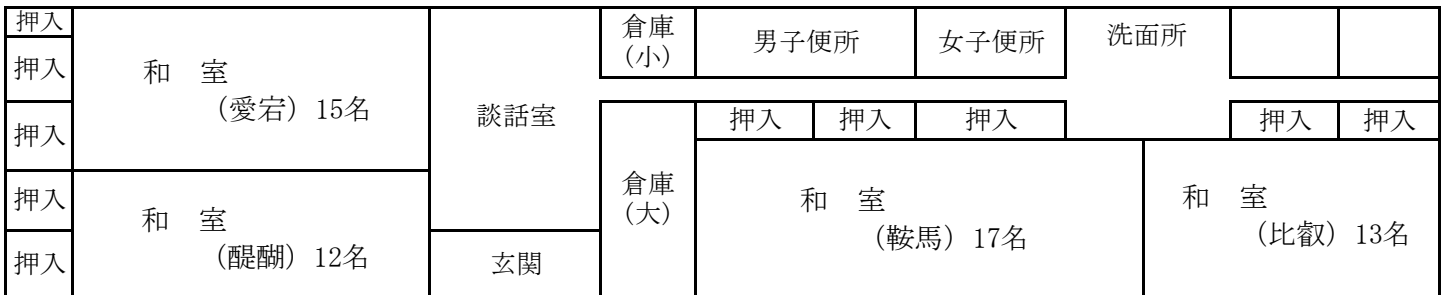 押入
押入
押入
押入
押入
和 室
(愛宕) 15名
和 室
(醍醐) 12名
談話室
玄関
倉庫
(小)
男子便所
女子便所
洗面所
倉庫
(大)
押入
押入
押入
押入
押入
和 室
(鞍馬) 17名
和 室
(比叡) 13名